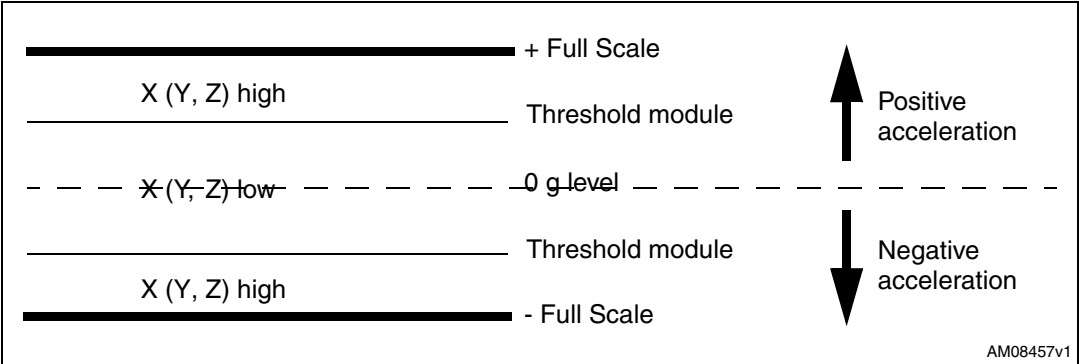 + Full Scale
X (Y, Z) high
Threshold module
Positive
acceleration
X (Y, Z) low
0 g level
Threshold module
Negative
acceleration
X (Y, Z) high
- Full Scale
AM08457v1